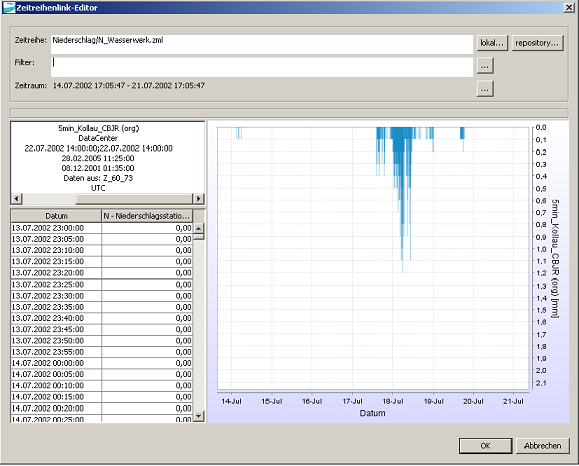 Zeitreihenlink-Editor
Zeitreihe: Niederschlag/N_Wasserwerk.zml lokal... repository...
Filter: ...
Zeitraum: 14.07.2002 17:05:47 - 21.07.2002 17:05:47 ...
5min_Kollau_CBJR (org)
DataCenter
22.07.2002 14:00:00;22.07.2002 14:00:00
28.02.2005 11:25:00
08.12.2001 01:35:00
Daten aus: Z_60_73
UTC
Datum N - Niederschlagsstatio...
13.07.2002 23:00:00 0,00
13.07.2002 23:05:00 0,00
13.07.2002 23:10:00 0,00
13.07.2002 23:15:00 0,00
13.07.2002 23:20:00 0,00
13.07.2002 23:25:00 0,00
13.07.2002 23:30:00 0,00
13.07.2002 23:35:00 0,00
13.07.2002 23:40:00 0,00
13.07.2002 23:45:00 0,00
13.07.2002 23:50:00 0,00
13.07.2002 23:55:00 0,00
14.07.2002 00:00:00 0,00
14.07.2002 00:05:00 0,00
14.07.2002 00:10:00 0,00
14.07.2002 00:15:00 0,00
14.07.2002 00:20:00 0,00
14.07.2002 00:25:00 0,00
0,0
0,1
0,2
0,3
0,4
0,5
0,6
0,7
0,8
0,9
1,0
1,1
1,2
1,3
1,4
1,5
1,6
1,7
1,8
1,9
2,0
2,1
5min_Kollau_CBJR (org) [mm]
14-Jul 15-Jul 16-Jul 17-Jul 18-Jul 19-Jul 20-Jul 21-Jul
Datum
OK Abbrechen